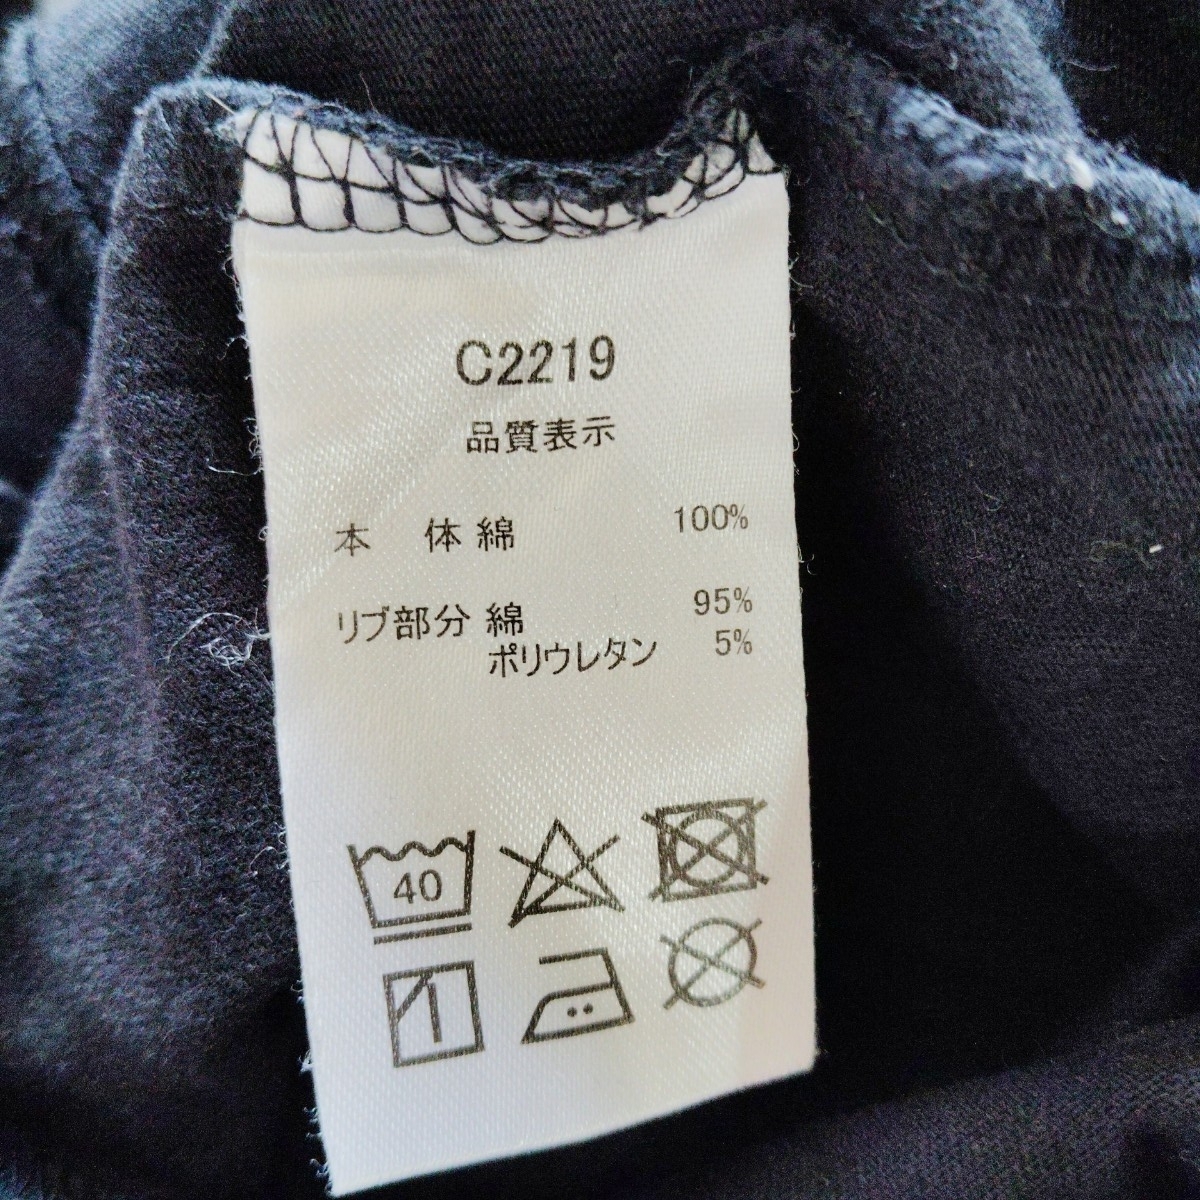 C2219
品質表示
本 体 綿 100%
リブ部分 綿 95%
ポリウレタン 5%
40